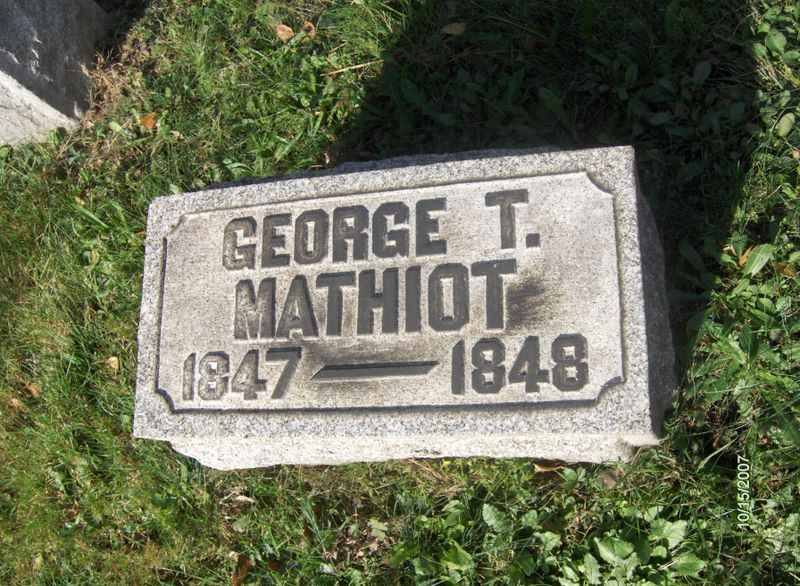 GEORGE T.
MATHIOT
1847 — 1848
10/15/2007